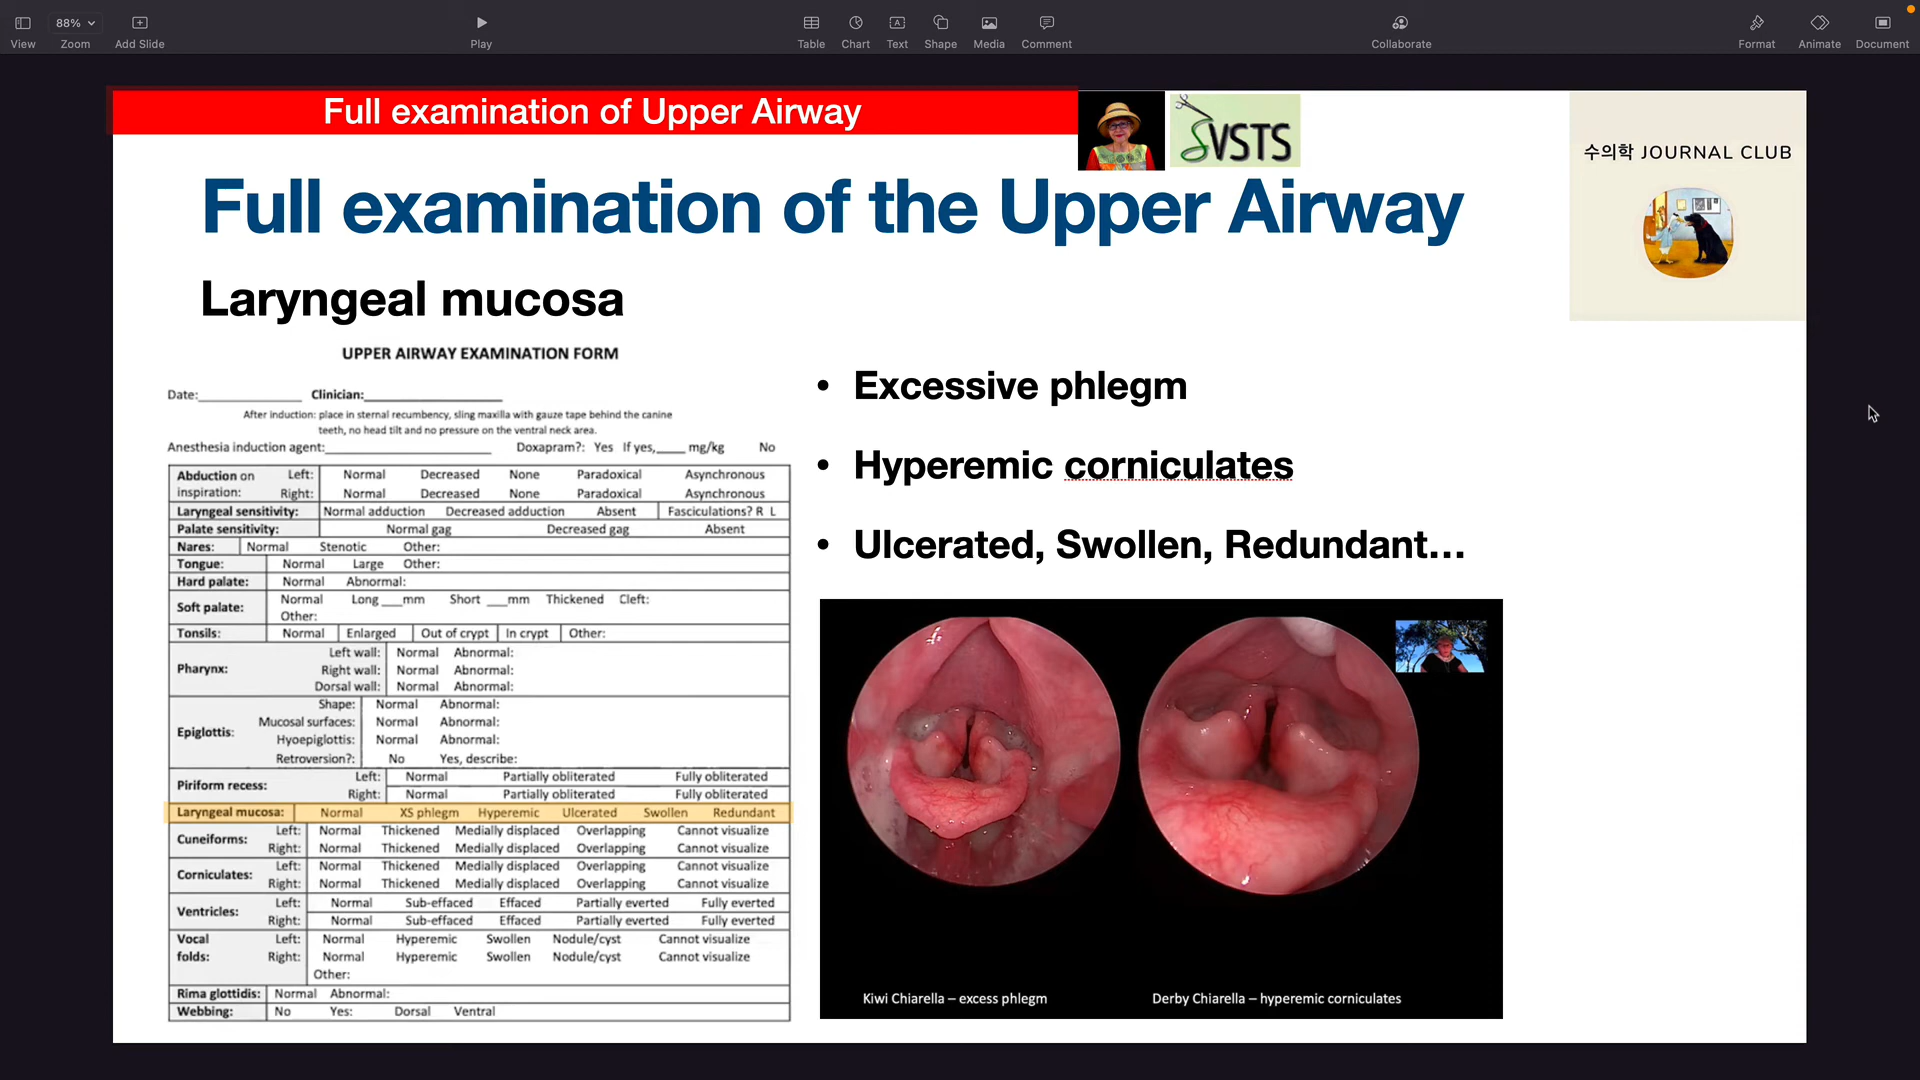 88%
View
Zoom
Add Slide
Play
Table
Chart
Text
Shape
Media
Comment
Collaborate
Format
Animate
Document
Full examination of Upper Airway
SVSTS
수의학 JOURNAL CLUB
Full examination of the Upper Airway
Laryngeal mucosa
UPPER AIRWAY EXAMINATION FORM
Date:____________ Clinician:____________________
After induction: place in sternal recumbency, sling maxilla with gauze tape behind the canine
teeth, no head tilt and no pressure on the ventral neck area.
Anesthesia induction agent:____________________ Doxapram?: Yes If yes,____ mg/kg No
Abduction on inspiration: Left: Normal Decreased None Paradoxical Asynchronous
Right: Normal Decreased None Paradoxical Asynchronous
Laryngeal sensitivity: Normal adduction Decreased adduction Absent Fasciculations? R L
Palate sensitivity: Normal gag Decreased gag Absent
Nares: Normal Stenotic Other:
Tongue: Normal Large Other:
Hard palate: Normal Abnormal:
Soft palate: Normal Long ___mm Short ___mm Thickened Cleft:
Other:
Tonsils: Normal Enlarged Out of crypt In crypt Other:
Pharynx: Left wall: Normal Abnormal:
Right wall: Normal Abnormal:
Dorsal wall: Normal Abnormal:
Epiglottis: Shape: Normal Abnormal:
Mucosal surfaces: Normal Abnormal:
Hyoepiglottis: Normal Abnormal:
Retroversion?: No Yes, describe:
Piriform recess: Left: Normal Partially obliterated Fully obliterated
Right: Normal Partially obliterated Fully obliterated
Laryngeal mucosa: Normal XS phlegm Hyperemic Ulcerated Swollen Redundant
Cuneiforms: Left: Normal Thickened Medially displaced Overlapping Cannot visualize
Right: Normal Thickened Medially displaced Overlapping Cannot visualize
Corniculates: Left: Normal Thickened Medially displaced Overlapping Cannot visualize
Right: Normal Thickened Medially displaced Overlapping Cannot visualize
Ventricles: Left: Normal Sub-effaced Effaced Partially everted Fully everted
Right: Normal Sub-effaced Effaced Partially everted Fully everted
Vocal folds: Left: Normal Hyperemic Swollen Nodule/cyst Cannot visualize
Right: Normal Hyperemic Swollen Nodule/cyst Cannot visualize
Other:
Rima glottidis: Normal Abnormal:
Webbing: No Yes: Dorsal Ventral
• Excessive phlegm
• Hyperemic corniculates
• Ulcerated, Swollen, Redundant…
Kiwi Chiarella – excess phlegm
Derby Chiarella – hyperemic corniculates